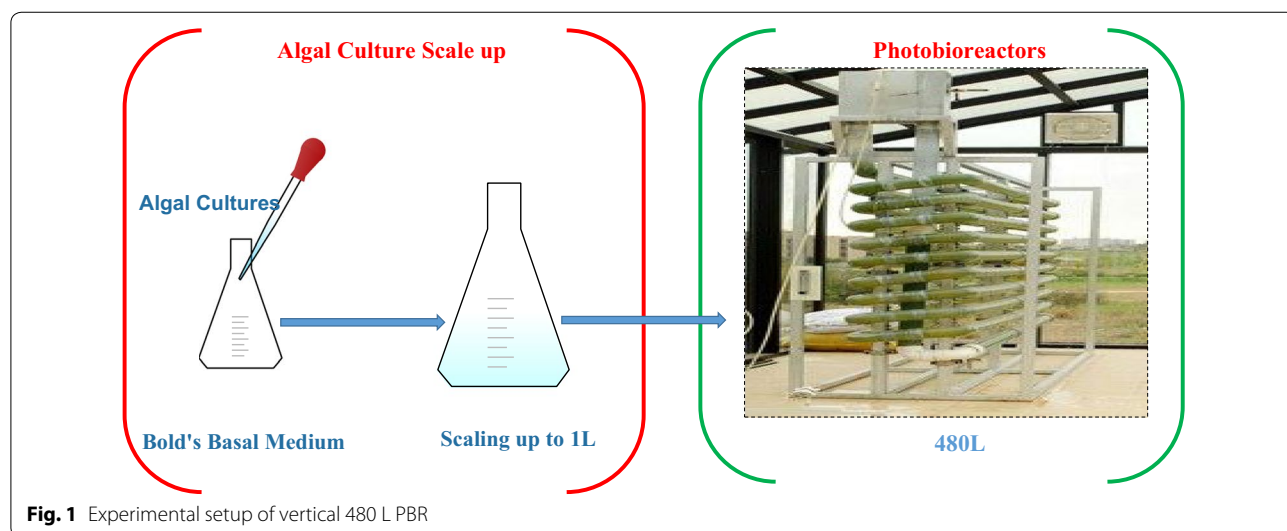 Algal Culture Scale up
Photobioreactors
Algal Cultures
Bold's Basal Medium
Scaling up to 1L
480L
Fig. 1 Experimental setup of vertical 480 L PBR